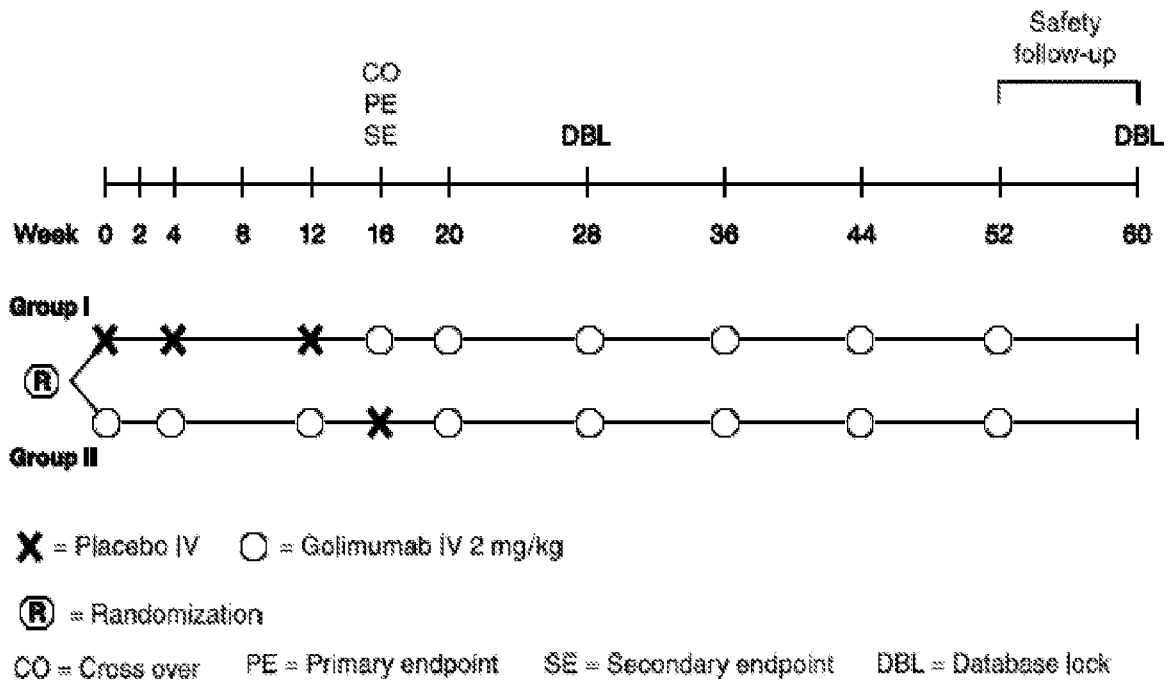 Safety
follow-up
CO
PE
SE
DBL
DBL
Week 0 2 4 8 12 16 20 28 36 44 52 60
Group I
R
Group II
X = Placebo IV O = Golimumab IV 2 mg/kg
R = Randomization
CO = Cross over PE = Primary endpoint SE = Secondary endpoint DBL = Database lock